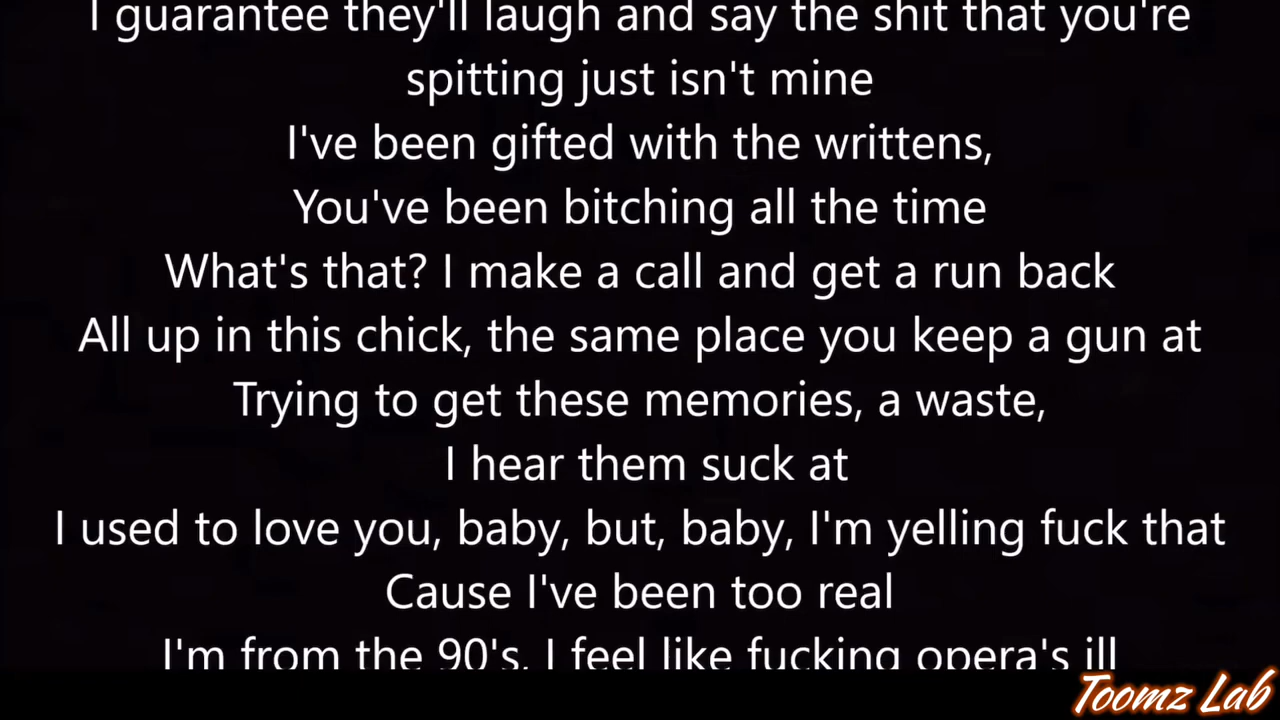 I guarantee they'll laugh and say the shit that you're
spitting just isn't mine
I've been gifted with the writtens,
You've been bitching all the time
What's that? I make a call and get a run back
All up in this chick, the same place you keep a gun at
Trying to get these memories, a waste,
I hear them suck at
I used to love you, baby, but, baby, I'm yelling fuck that
Cause I've been too real
I'm from the 90's, I feel like fucking opera's ill
Toomz Lab